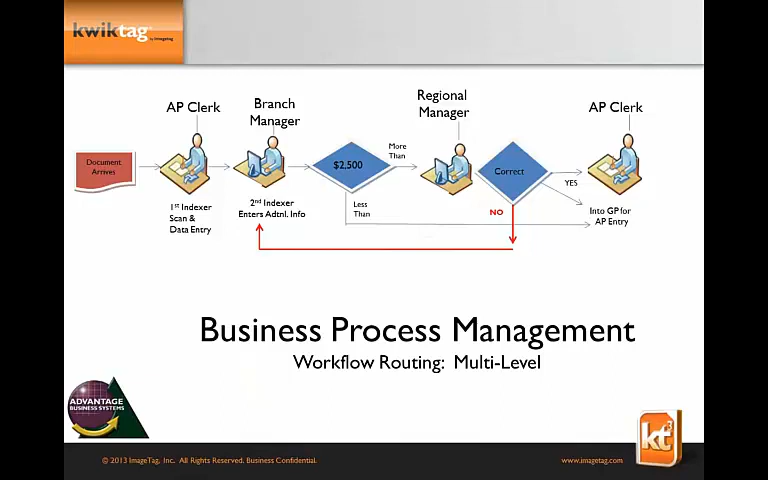 kwiktag
by imagetag
AP Clerk
Branch
Manager
Regional
Manager
AP Clerk
Document
Arrives
$2,500
More
Than
Correct
YES
1st Indexer
Scan &
Data Entry
2nd Indexer
Enters Adtnl. Info
Less
Than
NO
Into GP for
AP Entry
Business Process Management
Workflow Routing: Multi-Level
ADVANTAGE
BUSINESS SYSTEMS
kt3
© 2013 ImageTag, Inc. All Rights Reserved. Business Confidential.
www.imagetag.com